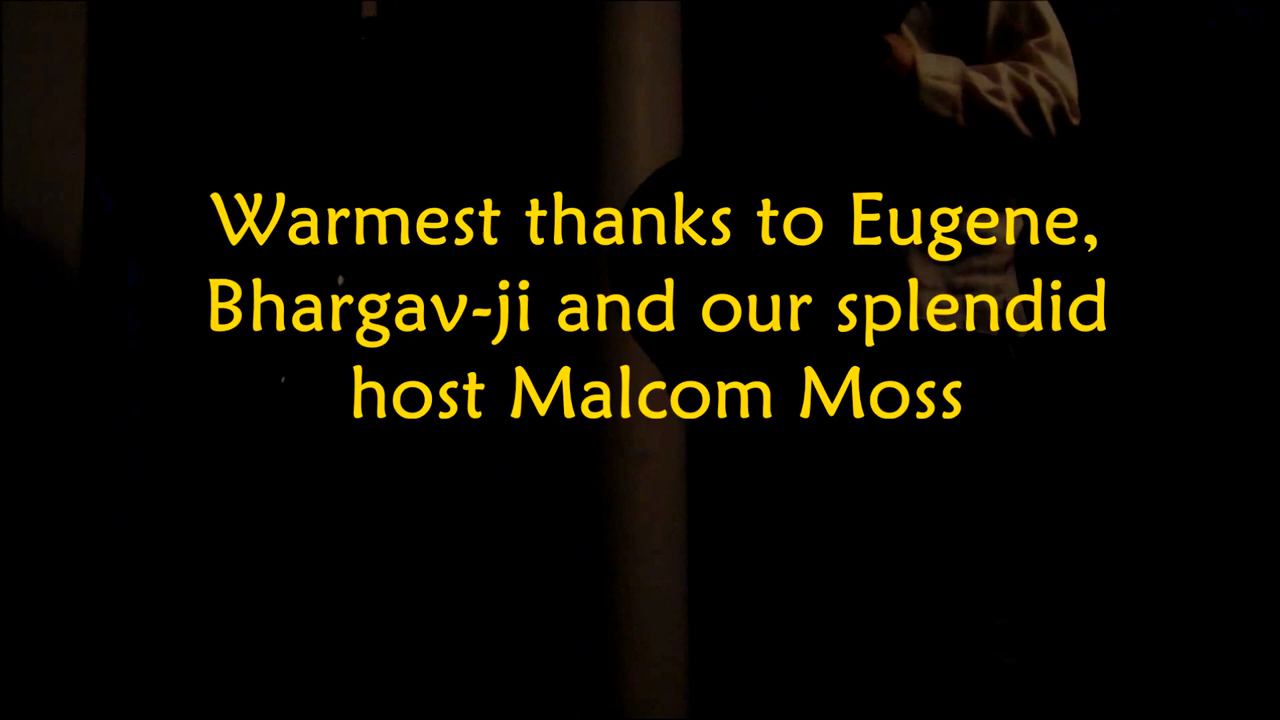 Warmest thanks to Eugene,
Bhargav-ji and our splendid
host Malcom Moss